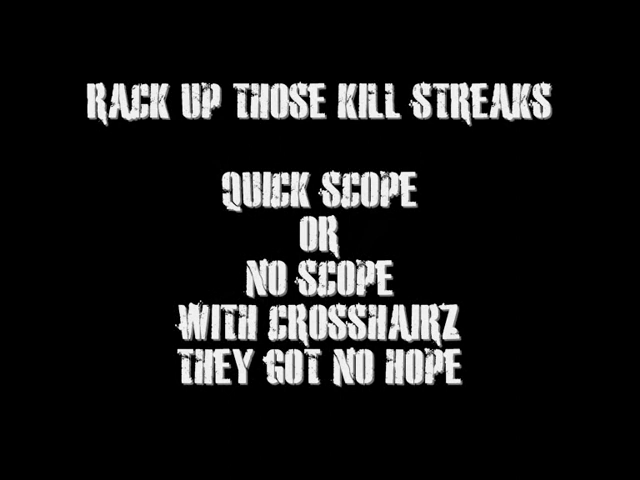 RACK UP THOSE KILL STREAKS
QUICK SCOPE
OR
NO SCOPE
WITH CROSSHAIRZ
THEY GOT NO HOPE